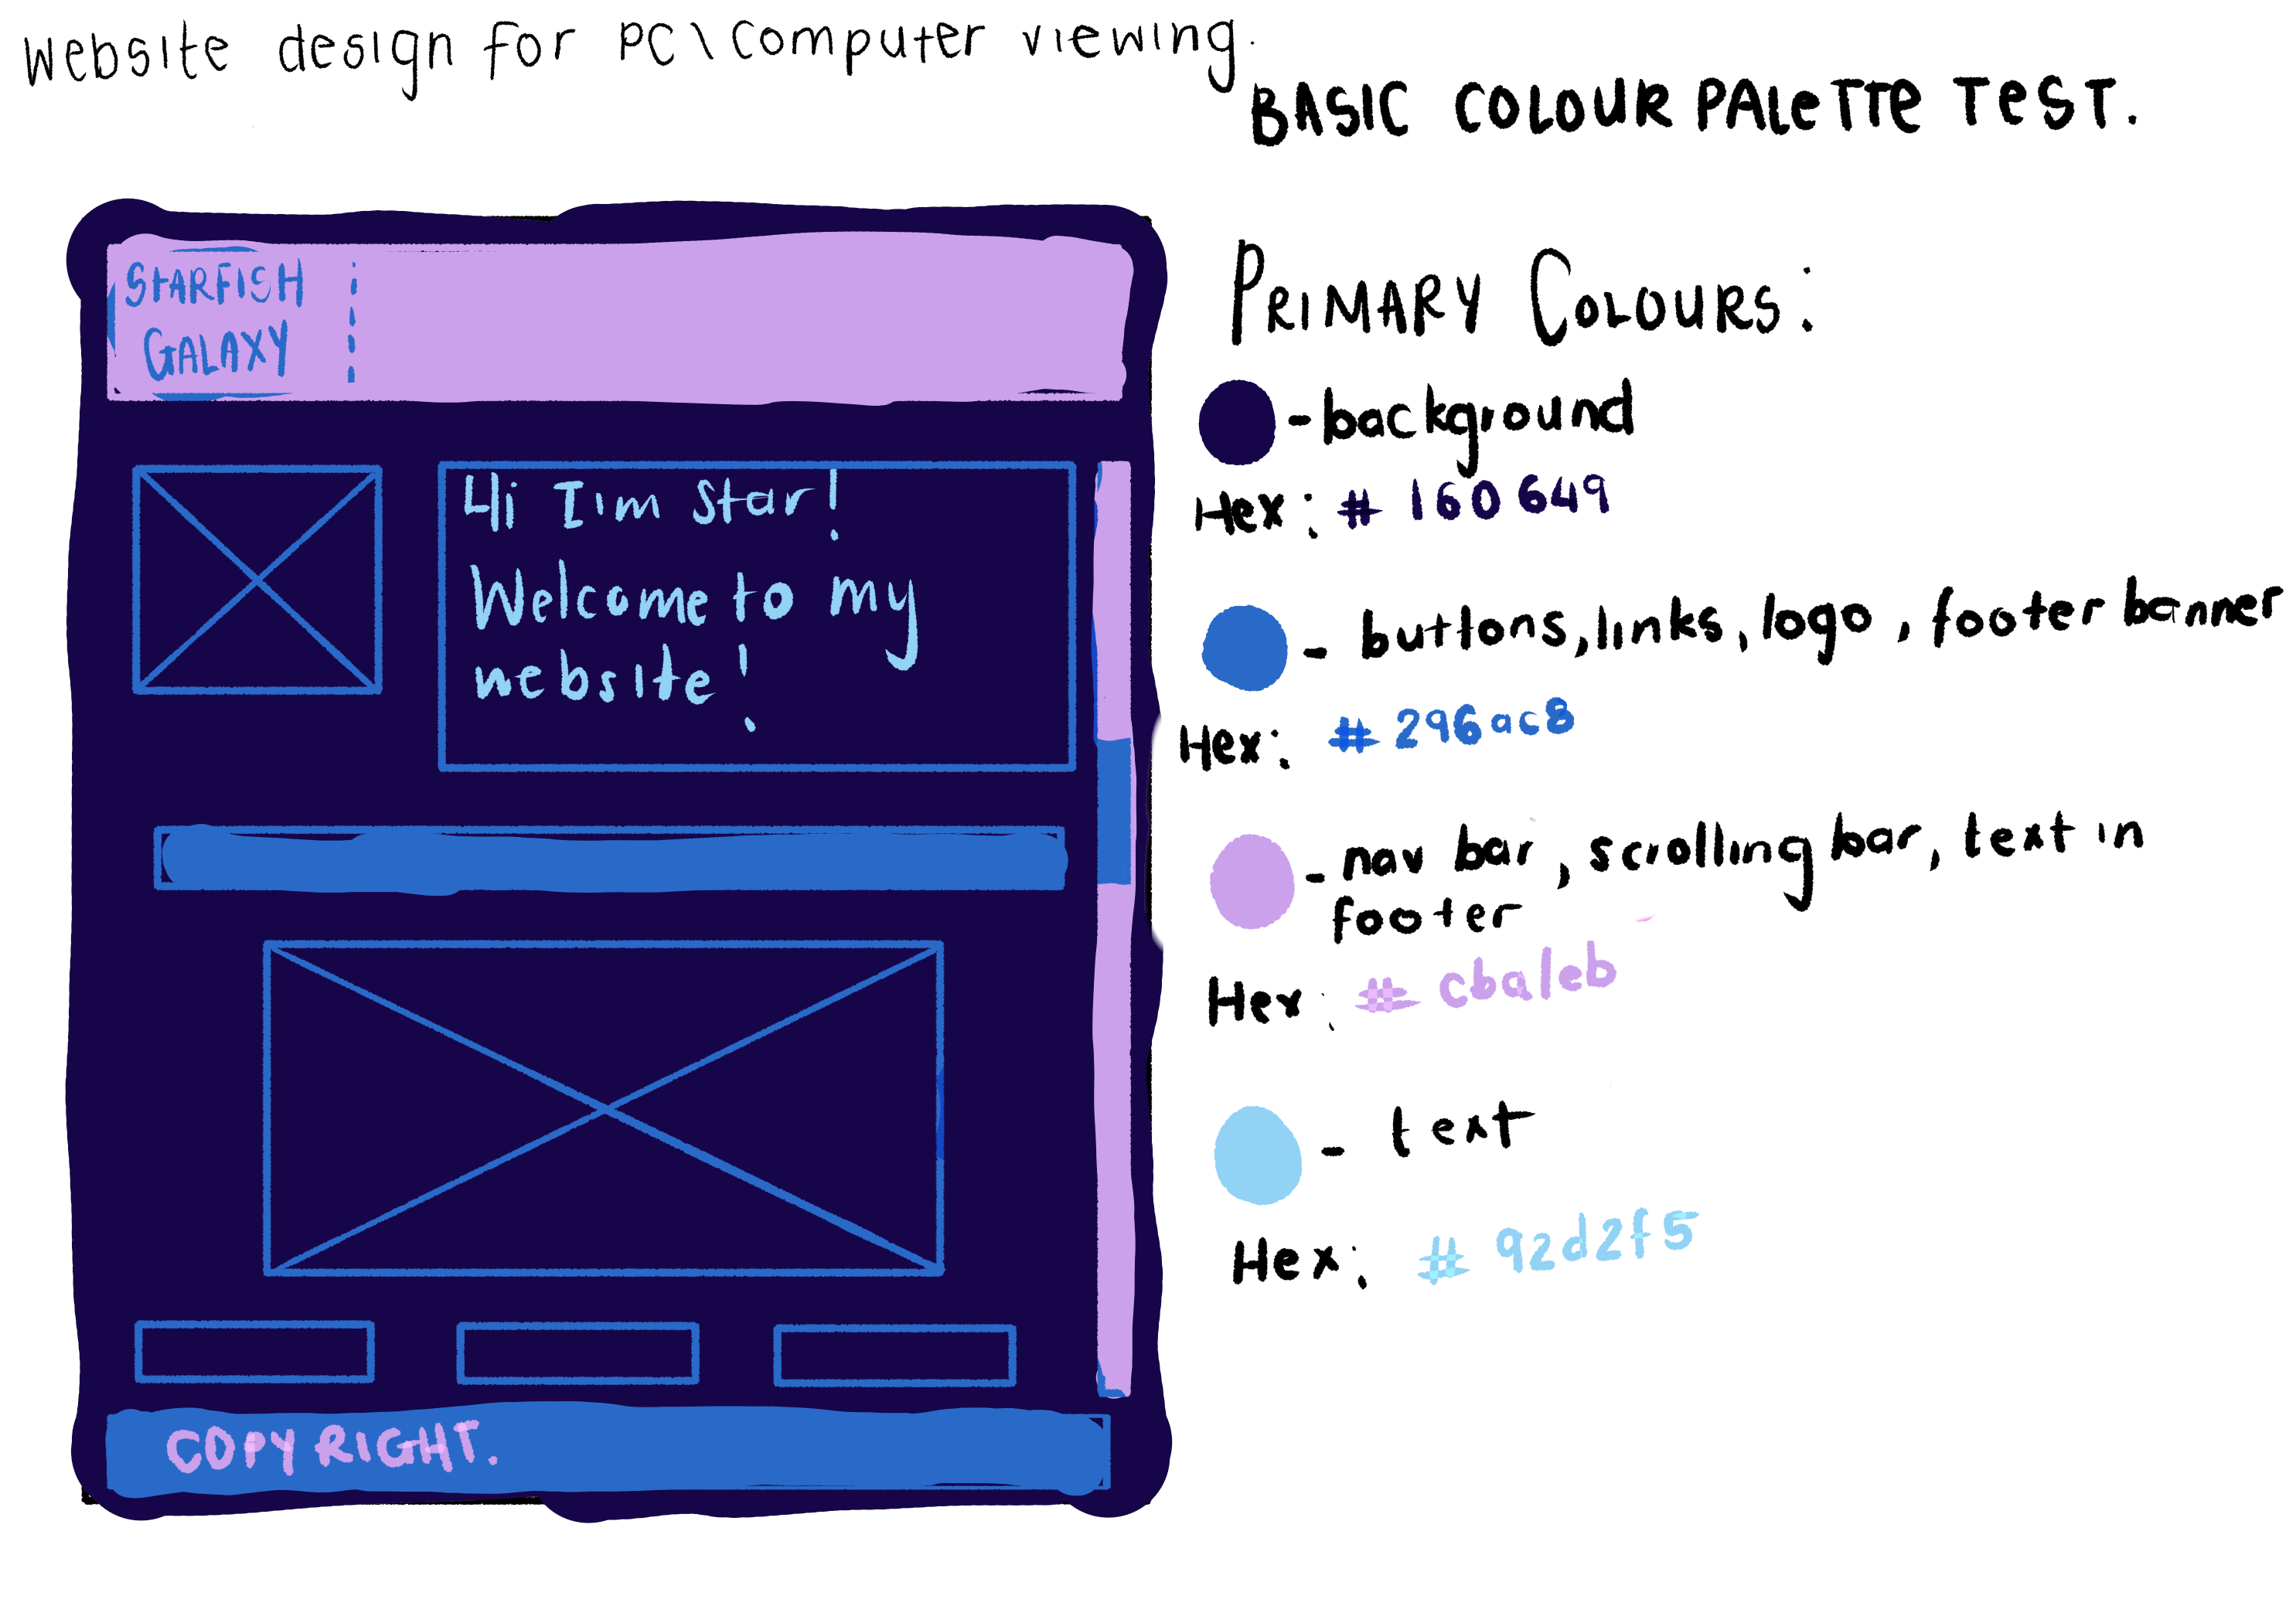 Website design for PC\Computer viewing.
BASIC COLOUR PALETTE TEST.
STARFISH
GALAXY
Hi I'm Star!
Welcome to my
website!
COPYRIGHT.
PRIMARY COLOURS:
- background
Hex: # 160649
- buttons, links, logo, footer banner
Hex: # 296ac8
- nav bar, scrolling bar, text in
footer
Hex: # cba1eb
- text
Hex: # 92d2f5